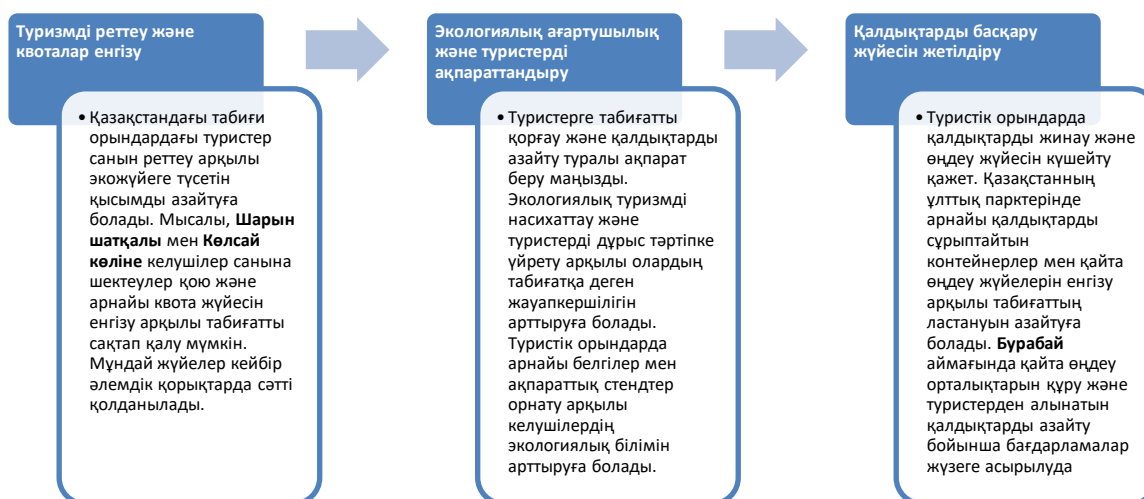 Туризмді реттеу және
квоталар енгізу
• Қазақстандағы табиғи
орындардағы туристер
санын реттеу арқылы
экожүйеге түсетін
қысымды азайтуға
болады. Мысалы, Шарын
шатқалы мен Көлсай
көліне келушілер санына
шектеулер қою және
арнайы квота жүйесін
енгізу арқылы табиғатты
сақтап қалу мүмкін.
Мұндай жүйелер кейбір
әлемдік қорықтарда сәтті
қолданылады.
Экологиялық ағартушылық
және туристерді
ақпараттандыру
• Туристерге табиғатты
қорғау және қалдықтарды
азайту туралы ақпарат
беру маңызды.
Экологиялық туризмді
насихаттау және
туристерді дұрыс тәртіпке
үйрету арқылы олардың
табиғатқа деген
жауапкершілігін
арттыруға болады.
Туристік орындарда
арнайы белгілер мен
ақпараттық стендтер
орнату арқылы
келушілердің
экологиялық білімін
арттыруға болады.
Қалдықтарды басқару
жүйесін жетілдіру
• Туристік орындарда
қалдықтарды жинау және
өңдеу жүйесін күшейту
қажет. Қазақстанның
ұлттық парктерінде
арнайы қалдықтарды
сұрыптайтын
контейнерлер мен қайта
өңдеу жүйелерін енгізу
арқылы табиғаттың
ластануын азайтуға
болады. Бурабай
аймағында қайта өңдеу
орталықтарын құру және
туристерден алынатын
қалдықтарды азайту
бойынша бағдарламалар
жүзеге асырылуда